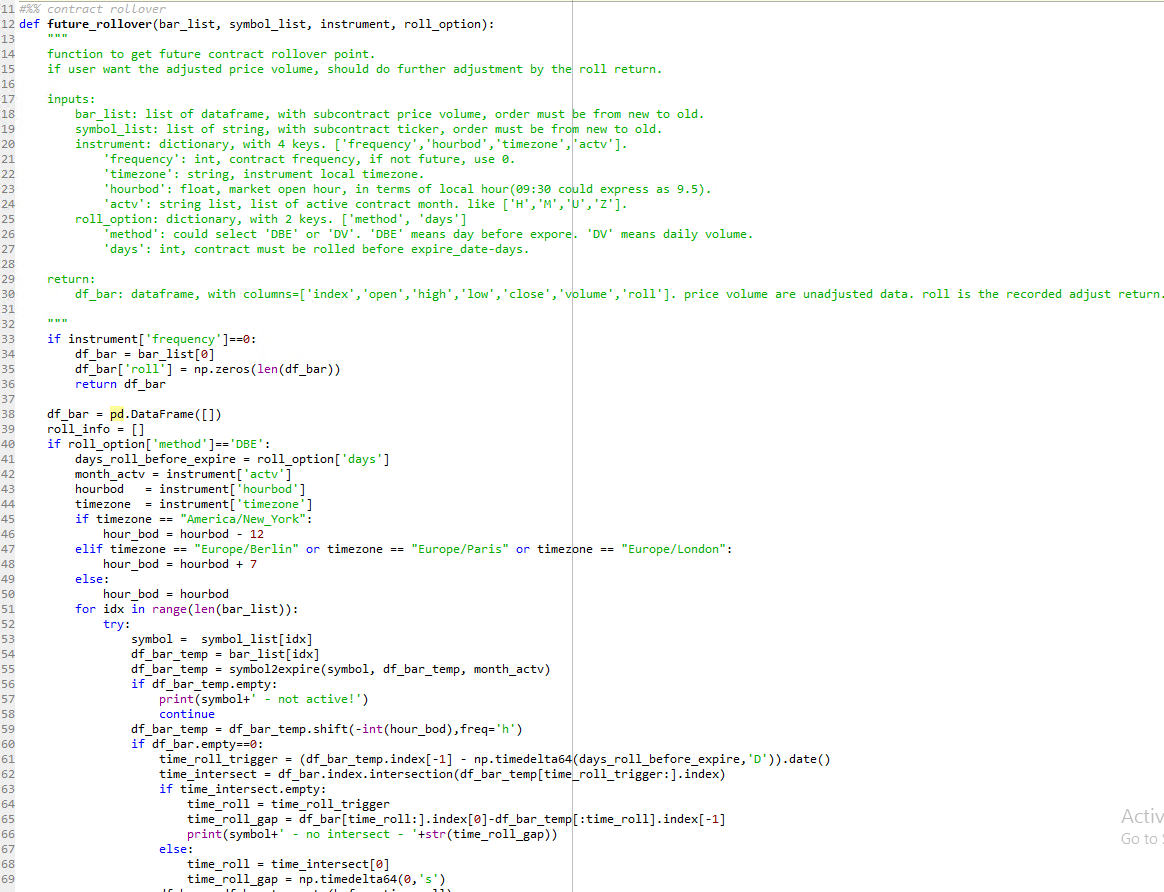 11 #%% contract rollover
12 def future_rollover(bar_list, symbol_list, instrument, roll_option):
13     """
14     function to get future contract rollover point.
15     if user want the adjusted price volume, should do further adjustment by the roll return.
16
17     inputs:
18         bar_list: list of dataframe, with subcontract price volume, order must be from new to old.
19         symbol_list: list of string, with subcontract ticker, order must be from new to old.
20         instrument: dictionary, with 4 keys. ['frequency','hourbod','timezone','actv'].
21             'frequency': int, contract frequency, if not future, use 0.
22             'timezone': string, instrument local timezone.
23             'hourbod': float, market open hour, in terms of local hour(09:30 could express as 9.5).
24             'actv': string list, list of active contract month. like ['H','M','U','Z'].
25         roll_option: dictionary, with 2 keys. ['method', 'days']
26             'method': could select 'DBE' or 'DV'. 'DBE' means day before expore. 'DV' means daily volume.
27             'days': int, contract must be rolled before expire_date-days.
28
29     return:
30         df_bar: dataframe, with columns=['index','open','high','low','close','volume','roll']. price volume are unadjusted data. roll is the recorded adjust return.
31
32     """
33     if instrument['frequency']==0:
34         df_bar = bar_list[0]
35         df_bar['roll'] = np.zeros(len(df_bar))
36         return df_bar
37
38     df_bar = pd.DataFrame([])
39     roll_info = []
40     if roll_option['method']=='DBE':
41         days_roll_before_expire = roll_option['days']
42         month_actv = instrument['actv']
43         hourbod   = instrument['hourbod']
44         timezone  = instrument['timezone']
45         if timezone == "America/New_York":
46             hour_bod = hourbod - 12
47         elif timezone == "Europe/Berlin" or timezone == "Europe/Paris" or timezone == "Europe/London":
48             hour_bod = hourbod + 7
49         else:
50             hour_bod = hourbod
51         for idx in range(len(bar_list)):
52             try:
53                 symbol =  symbol_list[idx]
54                 df_bar_temp = bar_list[idx]
55                 df_bar_temp = symbol2expire(symbol, df_bar_temp, month_actv)
56                 if df_bar_temp.empty:
57                     print(symbol+' - not active!')
58                     continue
59                 df_bar_temp = df_bar_temp.shift(-int(hour_bod),freq='h')
60                 if df_bar.empty==0:
61                     time_roll_trigger = (df_bar_temp.index[-1] - np.timedelta64(days_roll_before_expire,'D')).date()
62                     time_intersect = df_bar.index.intersection(df_bar_temp[time_roll_trigger:].index)
63                     if time_intersect.empty:
64                         time_roll = time_roll_trigger
65                         time_roll_gap = df_bar[time_roll:].index[0]-df_bar_temp[:time_roll].index[-1]
66                         print(symbol+' - no intersect - '+str(time_roll_gap))
67                     else:
68                         time_roll = time_intersect[0]
69                         time_roll_gap = np.timedelta64(0,'s')
Activ
Go to